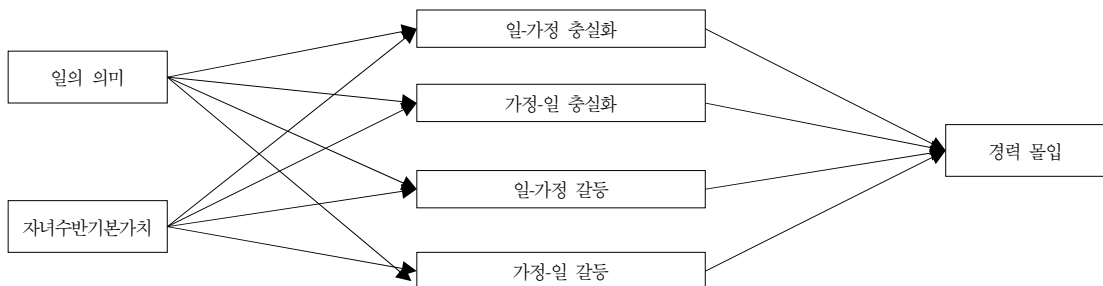 일-가정 충실화
일의 의미
가정-일 충실화
경력 몰입
일-가정 갈등
자녀수반기본가치
가정-일 갈등